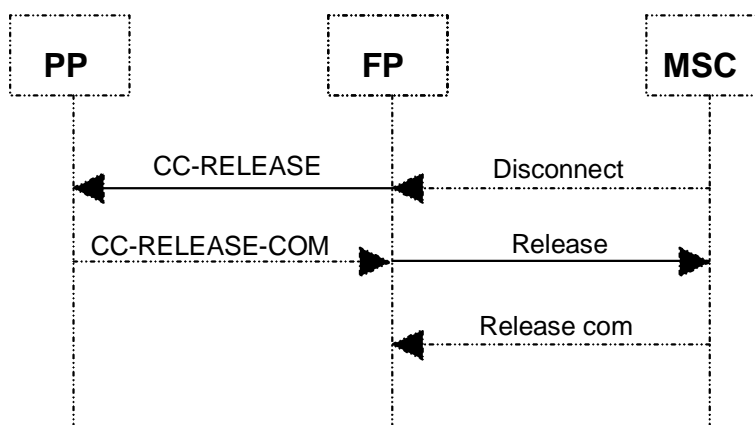 PP
FP
MSC
CC-RELEASE
Disconnect
CC-RELEASE-COM
Release
Release com